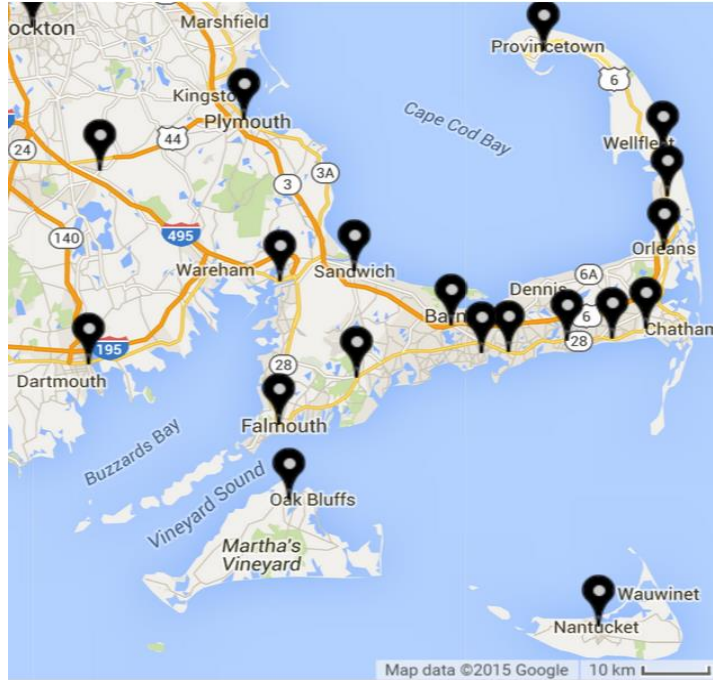 ockton
Marshfield
Provincetown
6
Kingsto
Plymouth
Cape Cod Bay
Wellfleet
24
44
3
3A
140
495
Wareham
Sandwich
Orleans
6A
Dennis
Barn
6
Chatham
195
28
28
Dartmouth
Falmouth
Buzzards Bay
Vineyard Sound
Oak Bluffs
Martha's
Vineyard
Wauwinet
Nantucket
Map data ©2015 Google
10 km